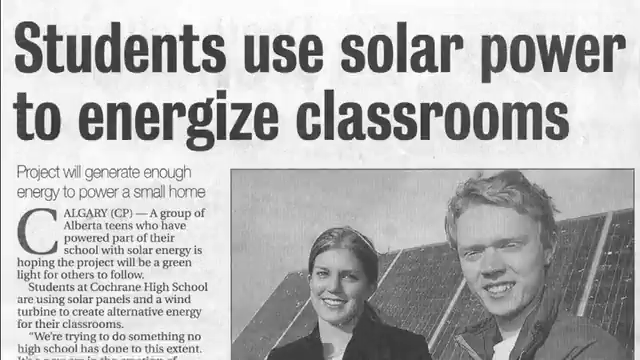 Students use solar power
to energize classrooms
Project will generate enough
energy to power a small home
CALGARY (CP) — A group of
Alberta teens who have
powered part of their
school with solar energy is
hoping the project will be a green
light for others to follow.
Students at Cochrane High School
are using solar panels and a wind
turbine to create alternative energy
for their classrooms.
"We're trying to do something no
high school has done to this extent.